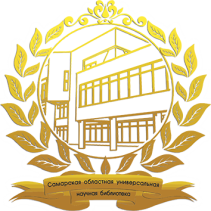 Самарская областная универсальная
научная библиотека